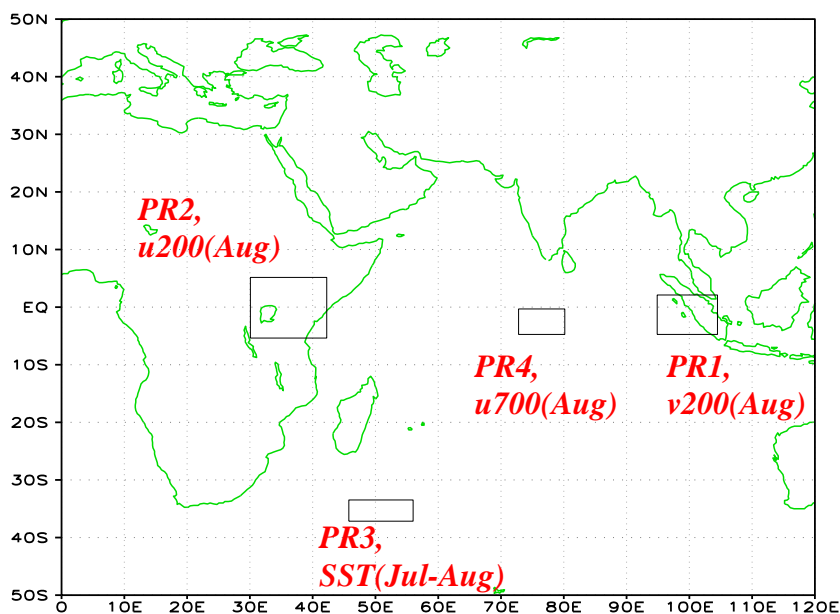 50N
40N
30N
20N
PR2,
u200(Aug)
10N
EQ
10S
PR4,
u700(Aug)
PR1,
v200(Aug)
20S
30S
40S
PR3,
SST(Jul-Aug)
50S
0 10E 20E 30E 40E 50E 60E 70E 80E 90E 100E 110E 120E